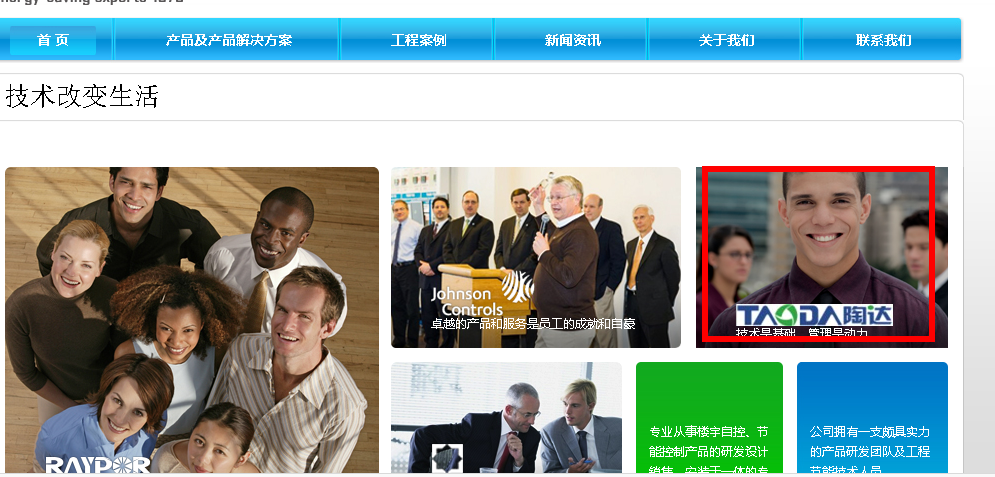 energy-saving experts 1878
首 页
产品及产品解决方案
工程案例
新闻资讯
关于我们
联系我们
技术改变生活
Johnson
Controls
卓越的产品和服务是员工的成就和自豪
TAODA陶达
技术是基础，管理是动力
RAYPOR
专业从事楼宇自控、节
能控制产品的研发设计
销售、安装于一体的专
公司拥有一支颇具实力
的产品研发团队及工程
节能技术人员